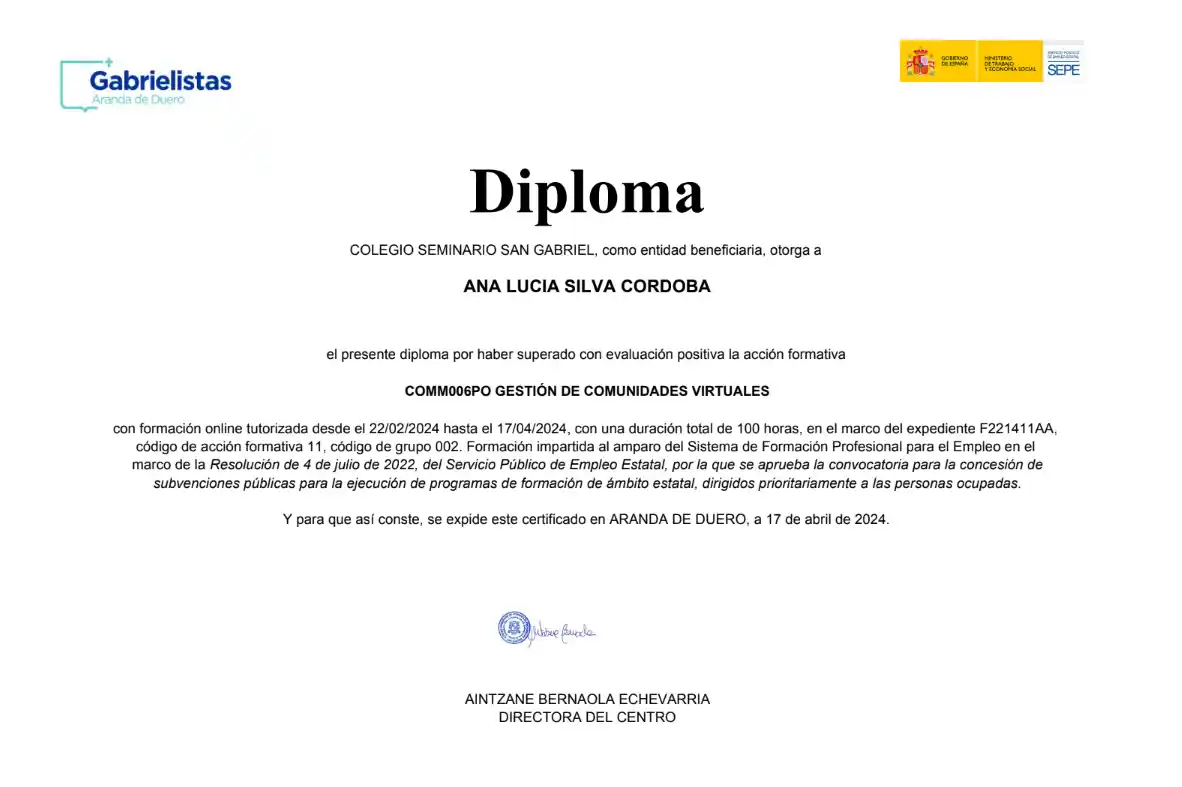 Gabrielistas
Aranda de Duero
GOBIERNO
DE ESPAÑA
MINISTERIO
DE TRABAJO
Y ECONOMÍA SOCIAL
SERVICIO PÚBLICO
DE EMPLEO ESTATAL
SEPE
Diploma
COLEGIO SEMINARIO SAN GABRIEL, como entidad beneficiaria, otorga a
ANA LUCIA SILVA CORDOBA
el presente diploma por haber superado con evaluación positiva la acción formativa
COMM006PO GESTIÓN DE COMUNIDADES VIRTUALES
con formación online tutorizada desde el 22/02/2024 hasta el 17/04/2024, con una duración total de 100 horas, en el marco del expediente F221411AA,
código de acción formativa 11, código de grupo 002. Formación impartida al amparo del Sistema de Formación Profesional para el Empleo en el
marco de la Resolución de 4 de julio de 2022, del Servicio Público de Empleo Estatal, por la que se aprueba la convocatoria para la concesión de
subvenciones públicas para la ejecución de programas de formación de ámbito estatal, dirigidos prioritariamente a las personas ocupadas.
Y para que así conste, se expide este certificado en ARANDA DE DUERO, a 17 de abril de 2024.
AINTZANE BERNAOLA ECHEVARRIA
DIRECTORA DEL CENTRO